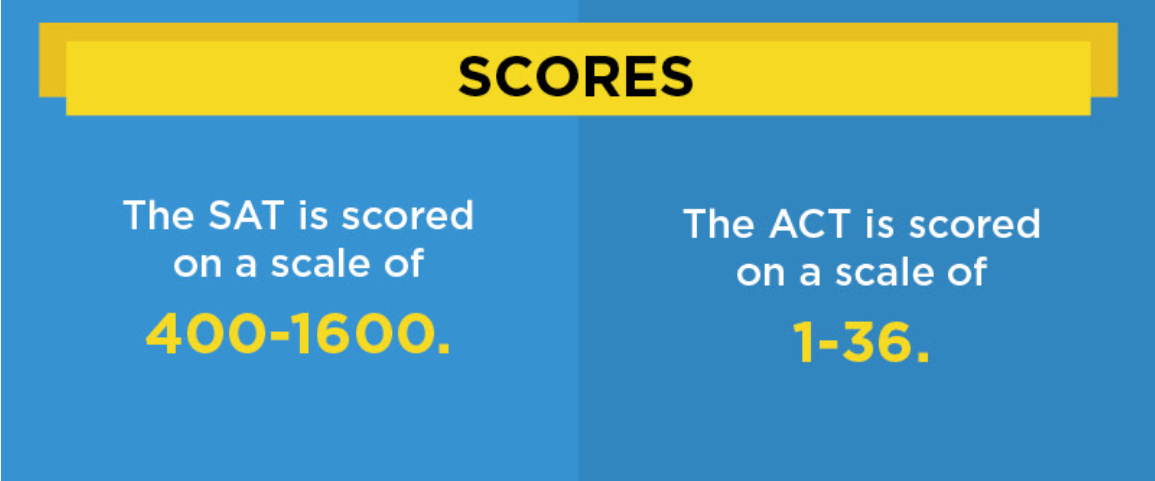 SCORES
The SAT is scored
on a scale of
400-1600.
The ACT is scored
on a scale of
1-36.